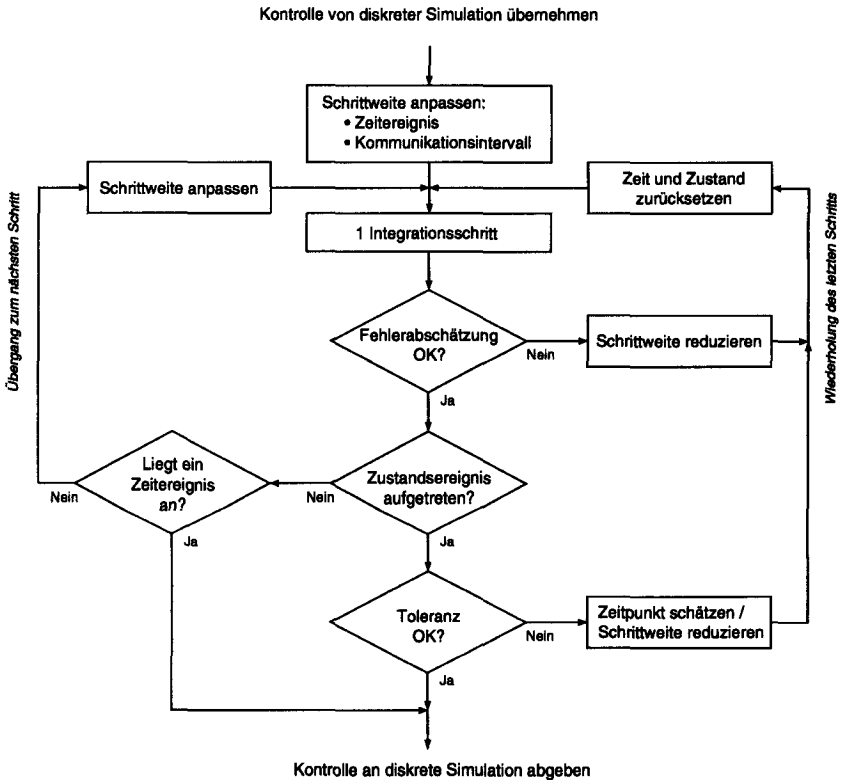 Kontrolle von diskreter Simulation übernehmen
Schrittweite anpassen:
• Zeitereignis
• Kommunikationsintervall
Schrittweite anpassen
Zeit und Zustand
zurücksetzen
1 Integrationsschritt
Übergang zum nächsten Schritt
Wiederholung des letzten Schritts
Fehlerabschätzung
OK?
Nein
Schrittweite reduzieren
Ja
Liegt ein
Zeitereignis
an?
Nein
Ja
Zustandsereignis
aufgetreten?
Nein
Ja
Toleranz
OK?
Nein
Zeitpunkt schätzen /
Schrittweite reduzieren
Ja
Kontrolle an diskrete Simulation abgeben